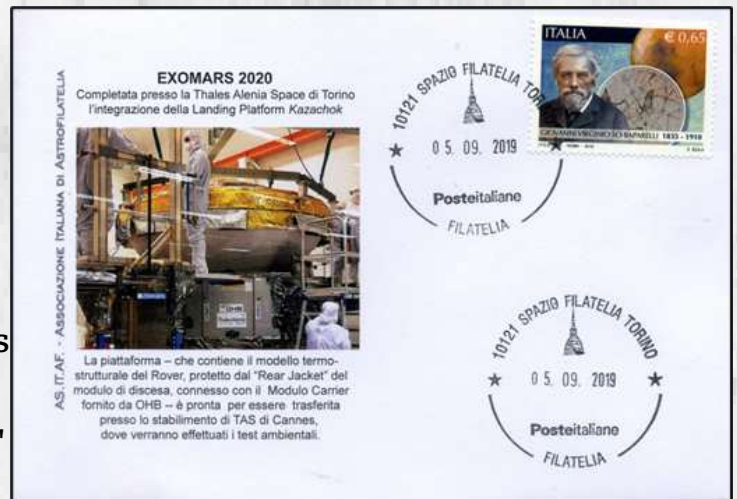 AS.IT.AF. - ASSOCIAZIONE ITALIANA DI ASTROFILATELIA
EXOMARS 2020
Completata presso la Thales Alenia Space di Torino
l'integrazione della Landing Platform Kazachok
OHB
La piattaforma – che contiene il modello termo-
strutturale del Rover, protetto dal "Rear Jacket" del
modulo di discesa, connesso con il Modulo Carrier
fornito da OHB – è pronta per essere trasferita
presso lo stabilimento di TAS di Cannes,
dove verranno effettuati i test ambientali.
ITALIA
€ 0,65
GIOVANNI VIRGINIO SCHIAPARELLI 1835 - 1910
10121 SPAZIO FILATELIA TORINO
05. 09. 2019
Posteitaliane
FILATELIA
10121 SPAZIO FILATELIA TORINO
05. 09. 2019
Posteitaliane
FILATELIA
s
"